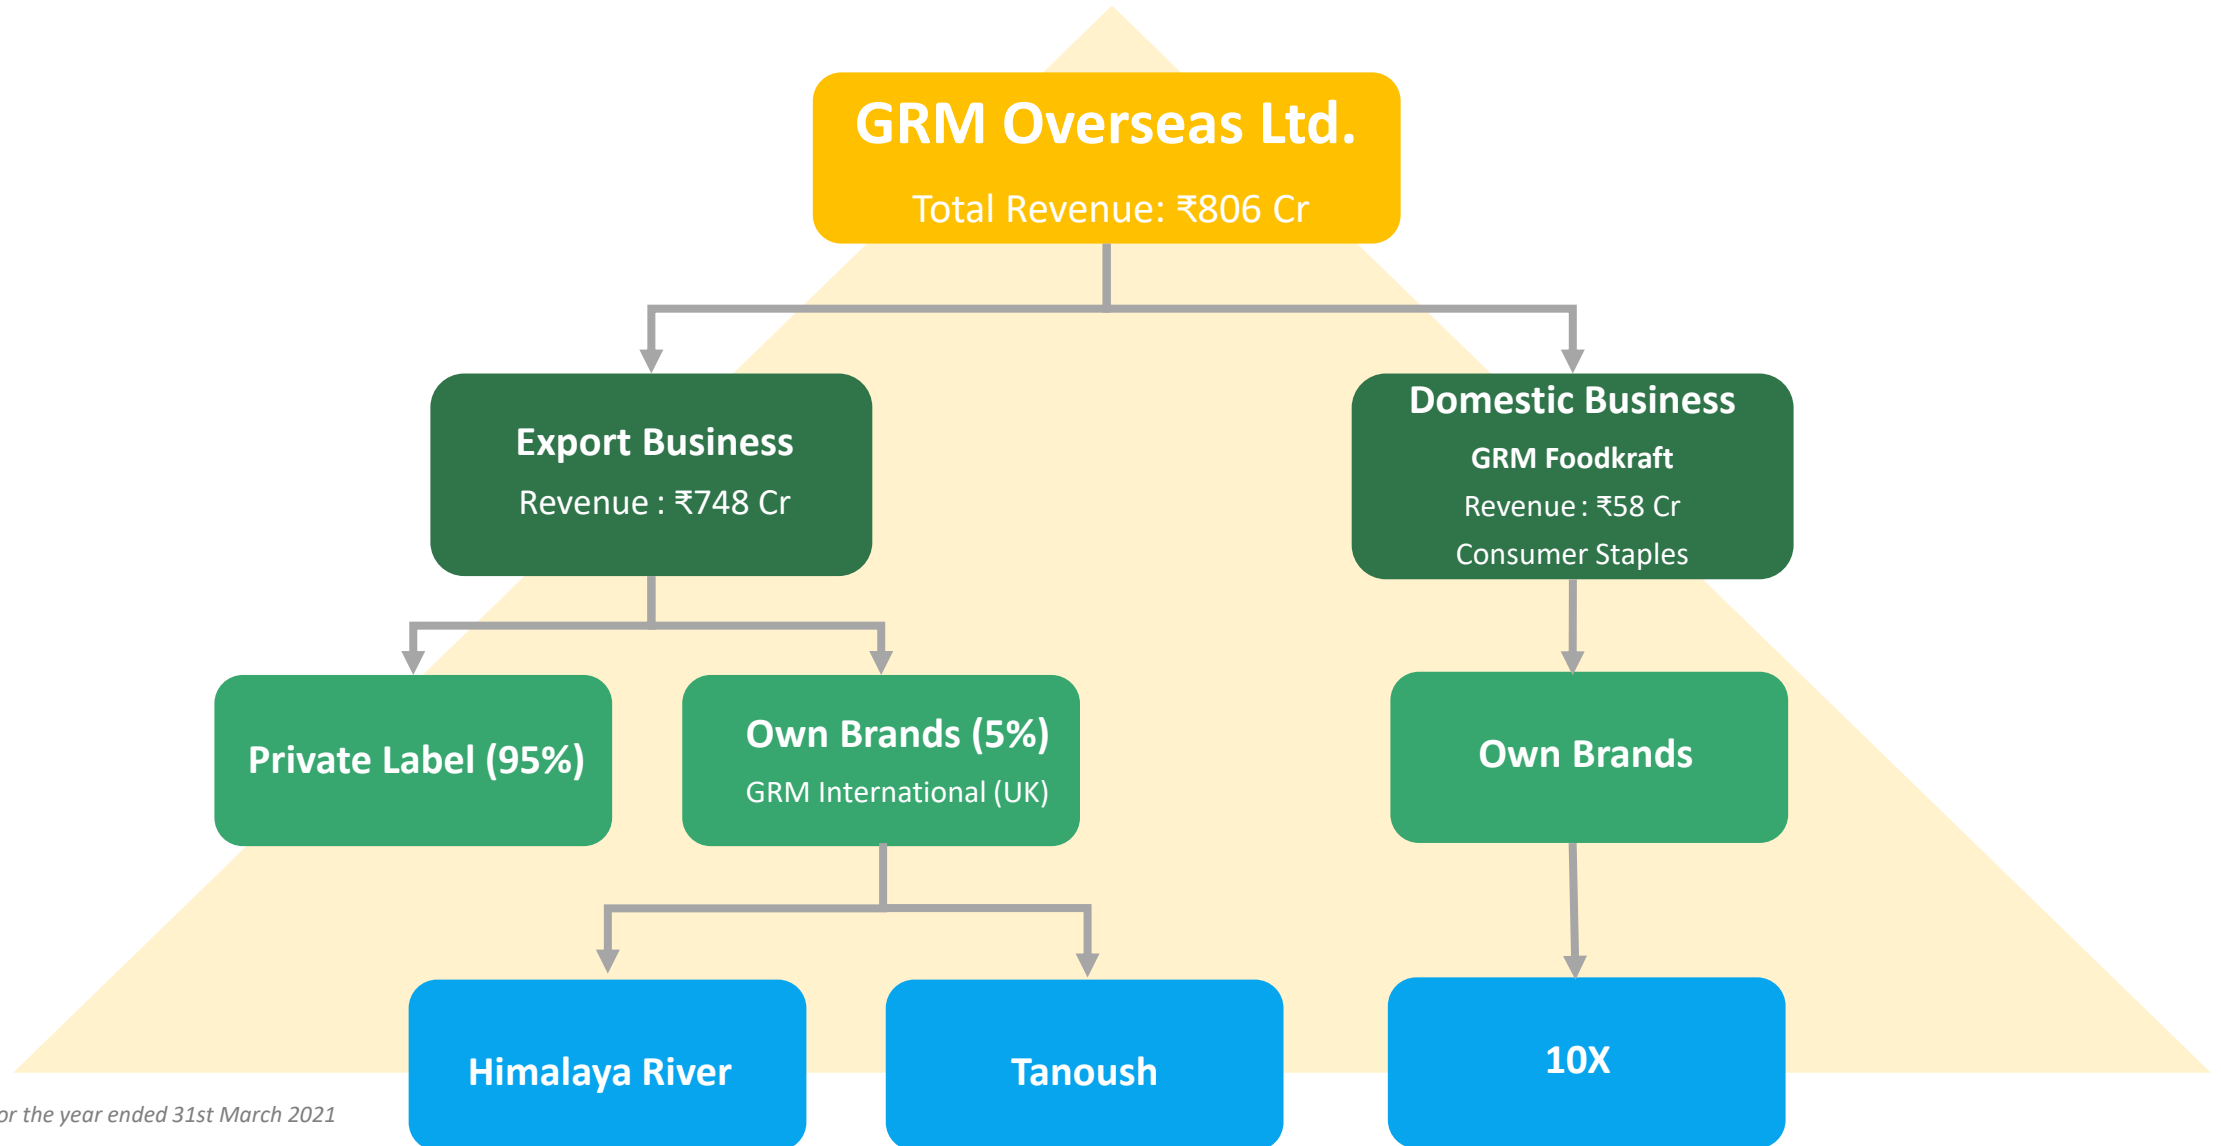 GRM Overseas Ltd.
Total Revenue: ₹806 Cr
Export Business
Revenue : ₹748 Cr
Domestic Business
GRM Foodkraft
Revenue : ₹58 Cr
Consumer Staples
Private Label (95%)
Own Brands (5%)
GRM International (UK)
Own Brands
Himalaya River
Tanoush
10X
the year ended 31st March 2021